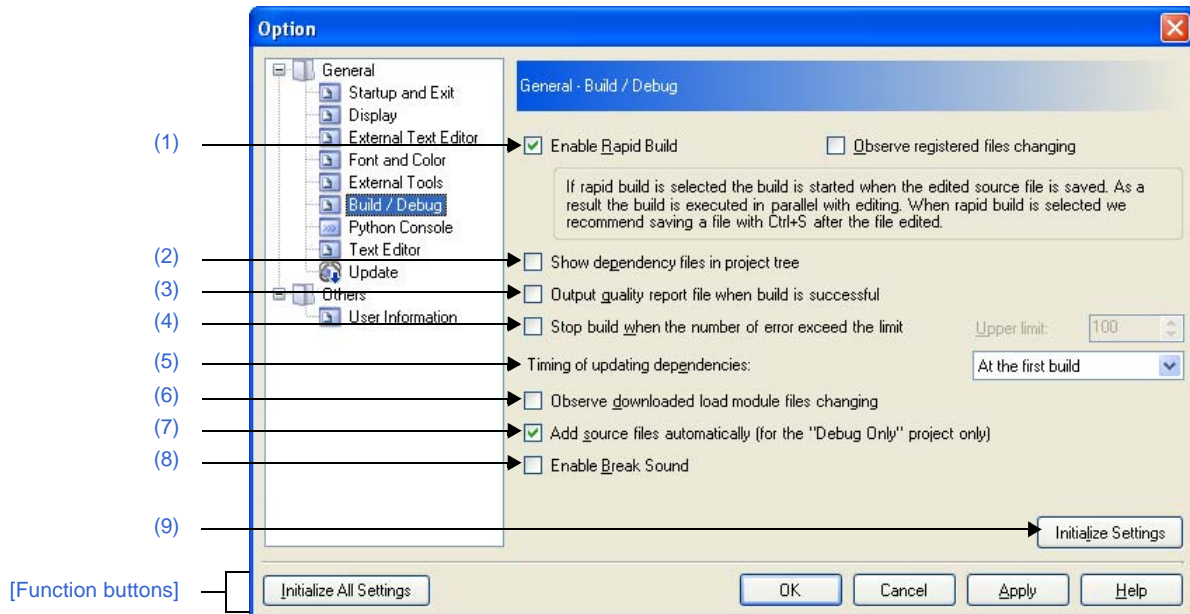 Option
General
Startup and Exit
Display
External Text Editor
Font and Color
External Tools
Build / Debug
Python Console
Text Editor
Update
Others
User Information
General - Build / Debug
(1)
Enable Rapid Build
Observe registered files changing
If rapid build is selected the build is started when the edited source file is saved. As a
result the build is executed in parallel with editing. When rapid build is selected we
recommend saving a file with Ctrl+S after the file edited.
(2)
Show dependency files in project tree
(3)
Output quality report file when build is successful
(4)
Stop build when the number of error exceed the limit
Upper limit:
100
(5)
Timing of updating dependencies:
At the first build
(6)
Observe downloaded load module files changing
(7)
Add source files automatically (for the "Debug Only" project only)
(8)
Enable Break Sound
(9)
Initialize Settings
[Function buttons]
Initialize All Settings
OK
Cancel
Apply
Help